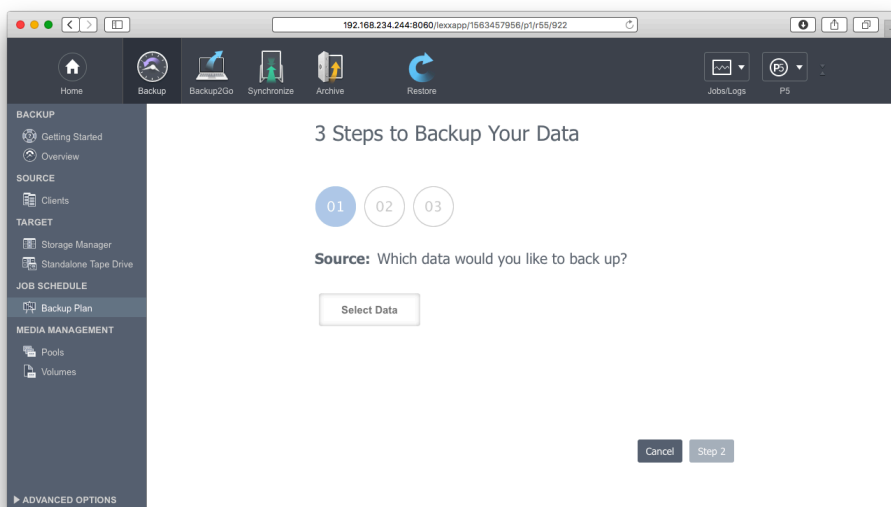 192.168.234.244:8060/lexxapp/1563457956/p1/r55/922
Home
Backup
Backup2Go
Synchronize
Archive
Restore
Jobs/Logs
P5
P5
BACKUP
Getting Started
Overview
SOURCE
Clients
TARGET
Storage Manager
Standalone Tape Drive
JOB SCHEDULE
Backup Plan
MEDIA MANAGEMENT
Pools
Volumes
ADVANCED OPTIONS
3 Steps to Backup Your Data
01 02 03
Source: Which data would you like to back up?
Select Data
Cancel
Step 2